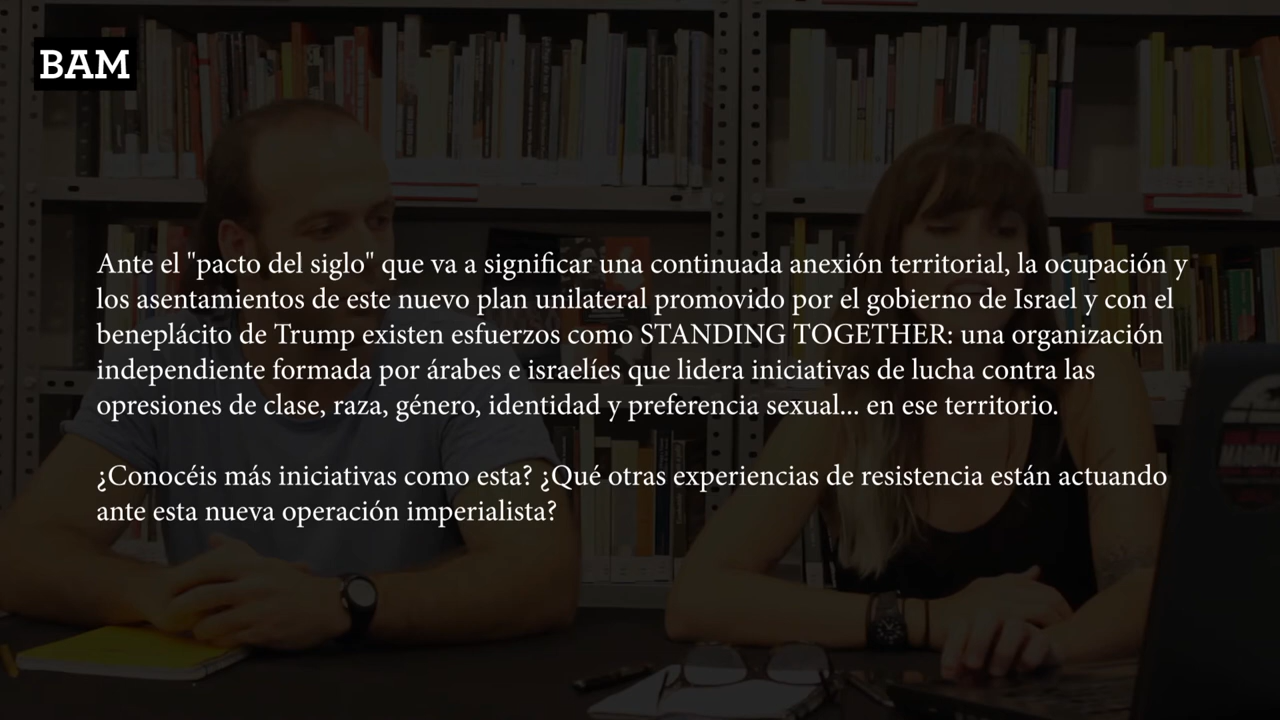 BAM
Ante el "pacto del siglo" que va a significar una continuada anexión territorial, la ocupación y
los asentamientos de este nuevo plan unilateral promovido por el gobierno de Israel y con el
beneplácito de Trump existen esfuerzos como STANDING TOGETHER: una organización
independiente formada por árabes e israelíes que lidera iniciativas de lucha contra las
opresiones de clase, raza, género, identidad y preferencia sexual... en ese territorio.
¿Conocéis más iniciativas como esta? ¿Qué otras experiencias de resistencia están actuando
ante esta nueva operación imperialista?